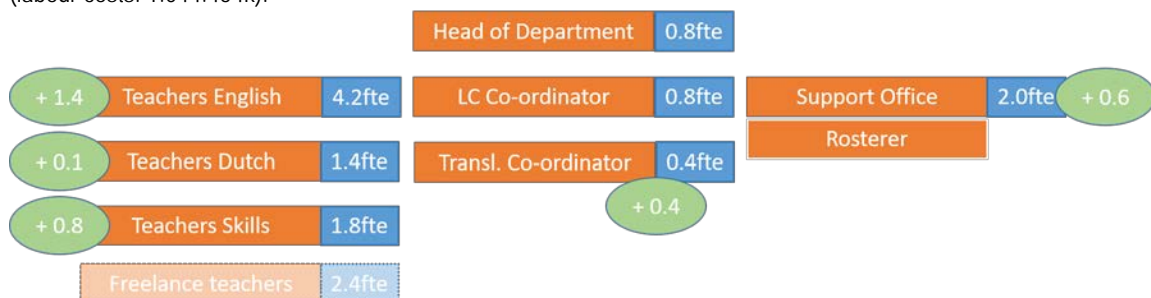 Head of Department 0.8fte
+ 1.4 Teachers English 4.2fte
LC Co-ordinator 0.8fte
Support Office 2.0fte + 0.6
Rosterer
+ 0.1 Teachers Dutch 1.4fte
Transl. Co-ordinator 0.4fte
+ 0.4
+ 0.8 Teachers Skills 1.8fte
Freelance teachers 2.4fte